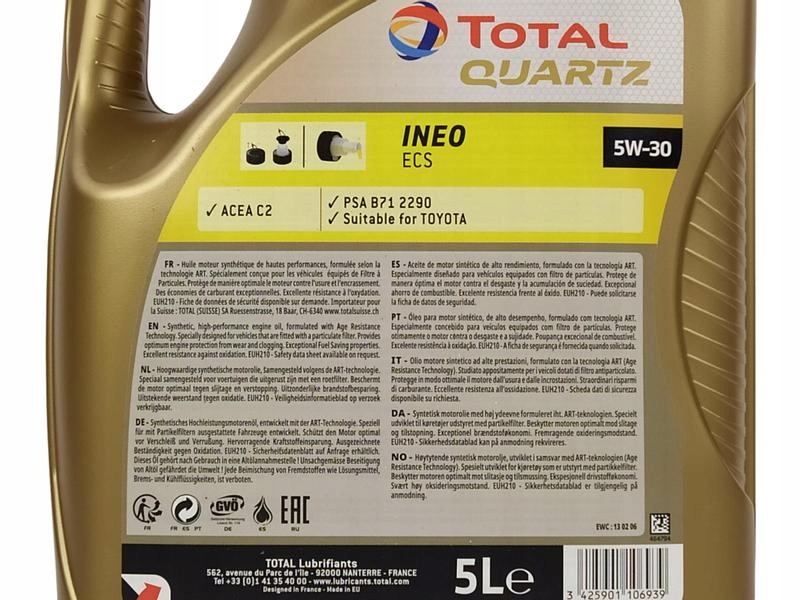 TOTAL
QUARTZ
INEO
ECS
5W-30
✓ ACEA C2
✓ PSA B71 2290
✓ Suitable for TOYOTA
FR - Huile moteur synthétique de hautes performances, formulée selon la
technologie ART. Spécialement conçue pour les véhicules équipés de Filtre à
Particules. Protège de manière optimale le moteur contre l'usure et l'encrassement.
Des économies de carburant exceptionnelles. Excellente résistance à l'oxydation.
EUH210 - Fiche de données de sécurité disponible sur demande. Importateur pour
la Suisse : TOTAL (SUISSE) SA Ruessenstrasse, 18 Baar, CH-6340 www.totalsuisse.ch
EN - Synthetic, high-performance engine oil, formulated with Age Resistance
Technology. Specially designed for vehicles that are fitted with a particulate filter. Provides
optimum engine protection from wear and clogging. Exceptional Fuel Saving properties.
Excellent resistance against oxidation. EUH210 - Safety data sheet available on request.
NL - Hoogwaardige synthetische motorolie, samengesteld volgens de ART-technologie.
Speciaal samengesteld voor voertuigen die uitgerust zijn met een roetfilter. Beschermt
de motor optimaal tegen slijtage en verstopping. Uitzonderlijke brandstofbesparing.
Uitstekende weerstand tegen oxidatie. EUH210 - Veiligheidsinformatieblad op verzoek
verkrijgbaar.
DE - Synthetisches Hochleistungsmotorenöl, entwickelt mit der ART-Technologie. Speziell
für mit Partikelfiltern ausgestattete Fahrzeuge entwickelt. Schützt den Motor optimal
vor Verschleiß und Verrußung. Hervorragende Kraftstoffeinsparung. Ausgezeichnete
Beständigkeit gegen Oxidation. EUH210 - Sicherheitsdatenblatt auf Anfrage erhältlich.
Dieses Öl gehört nach Gebrauch in eine Altölannahmestelle ! Unsachgemäße Beseitigung
von Altöl gefährdet die Umwelt ! Jede Beimischung von Fremdstoffen wie Lösungsmittel,
Brems- und Kühlflüssigkeiten, ist verboten.
ES - Aceite de motor sintético de alto rendimiento, formulado con la tecnología ART.
Especialmente diseñado para vehículos equipados con filtro de partículas. Protege de
manera óptima el motor contra el desgaste y la acumulación de suciedad. Excepcional
ahorro de combustible. Excelente resistencia frente al óxido. EUH210 - Puede solicitarse
la ficha de datos de seguridad.
PT - Óleo para motor sintético, de alto desempenho, formulado com tecnologia ART.
Especialmente concebido para veículos equipados com filtro de partículas. Protege
otimamente o motor contra o desgaste e a sujidade. Poupança excepcional de combustível.
Excelente resistência à oxidação. EUH210 - A ficha de segurança é fornecida quando solicitada.
IT - Olio motore sintetico ad alte prestazioni, formulato con la tecnologia ART (Age
Resistance Technology). Studiato appositamente per i veicoli dotati di filtro antiparticolato.
Protegge in modo ottimale il motore dall'usura e dalle incrostazioni. Straordinari risparmi
di carburante. Eccellente resistenza all'ossidazione. EUH210 - Scheda dati di sicurezza
disponibile su richiesta.
DA - Syntetisk motorolie med høj ydeevne formuleret iht. ART-teknologien. Specielt
udviklet til køretøjer udstyret med partikelfilter. Beskytter motoren optimalt mod slitage
og tilstopning. Exceptionel brændstoføkonomi. Fremragende oxideringsmodstand.
EUH210 - Sikkerhedsdatablad kan på anmodning rekvireres.
NO - Høytytende syntetisk motorolje, utviklet i samsvar med ART-teknologien (Age
Resistance Technology). Spesielt utviklet for kjøretøy som er utstyrt med partikkelfilter.
Beskytter motoren optimalt mot slitasje og tilsmussing. Eksepsjonell drivstofføkonomi.
Svært høy oksideringsmotstand. EUH210 - Sikkerhetsdatablad er tilgjengelig på
anmodning.
FR
FR ES PT
GVÖ
DE
ES
EAC
RU
EWC : 13 02 06
464794
TOTAL Lubrifiants
562, avenue du Parc de l'Île - 92000 NANTERRE - FRANCE
Tel +33 [0]1 41 35 40 00 - www.lubricants.total.com
Designed in France - Made in EU
5L e
3 425901 106939